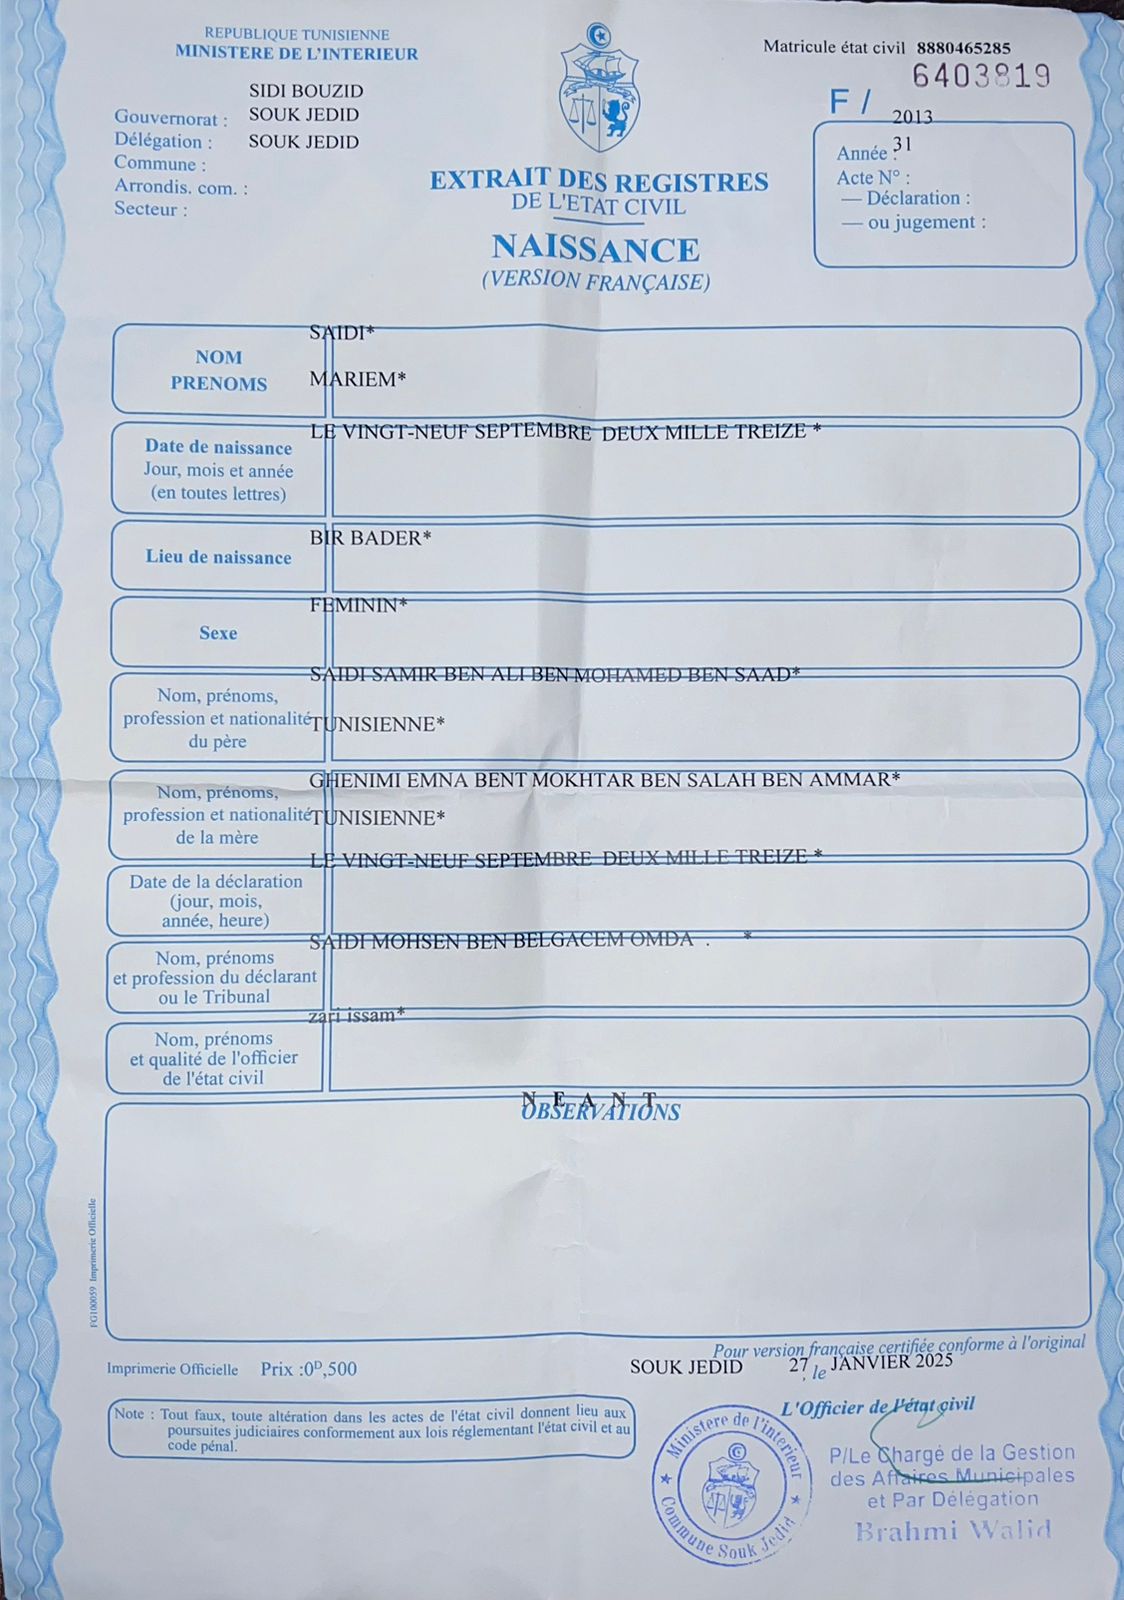 REPUBLIQUE TUNISIENNE
MINISTERE DE L'INTERIEUR
SIDI BOUZID
Gouvernorat : SOUK JEDID
Délégation : SOUK JEDID
Commune :
Arrondis. com. :
Secteur :
Matricule état civil 8880465285
6403819
F /
2013
Année : 31
Acte N° :
— Déclaration :
— ou jugement :
EXTRAIT DES REGISTRES
DE L'ETAT CIVIL
NAISSANCE
(VERSION FRANÇAISE)
SAIDI*
NOM
PRENOMS
MARIEM*
LE VINGT-NEUF SEPTEMBRE DEUX MILLE TREIZE *
Date de naissance
Jour, mois et année
(en toutes lettres)
BIR BADER*
Lieu de naissance
FEMININ*
Sexe
SAIDI SAMIR BEN ALI BEN MOHAMED BEN SAAD*
Nom, prénoms,
profession et nationalité TUNISIENNE*
du père
GHENIMI EMNA BENT MOKHTAR BEN SALAH BEN AMMAR*
Nom, prénoms,
profession et nationalité TUNISIENNE*
de la mère
LE VINGT-NEUF SEPTEMBRE DEUX MILLE TREIZE *
Date de la déclaration
(jour, mois,
année, heure)
SAIDI MOHSEN BEN BELGACEM OMDA . *
Nom, prénoms
et profession du déclarant
ou le Tribunal
zari issam*
Nom, prénoms
et qualité de l'officier
de l'état civil
N E A N T
OBSERVATIONS
FG100059 Imprimerie Officielle
Pour version française certifiée conforme à l'original
Imprimerie Officielle Prix :0D,500
SOUK JEDID 27, le JANVIER 2025
L'Officier de l'état civil
Note : Tout faux, toute altération dans les actes de l'état civil donnent lieu aux
poursuites judiciaires conformement aux lois réglementant l'état civil et au
code pénal.
Ministere de l'interieur
Commune Souk Jedid
P/Le Chargé de la Gestion
des Affaires Municipales
et Par Délégation
Brahmi Walid